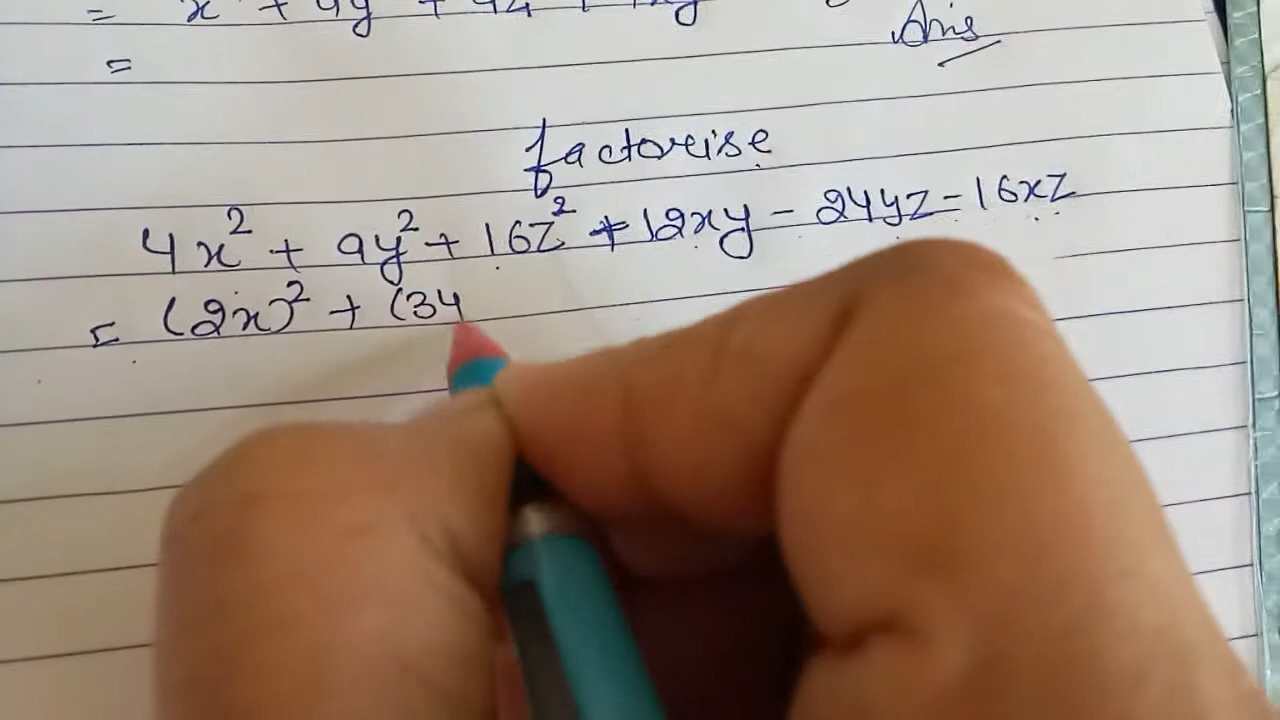 =
Ans
=
factorise
4x² + 9y² + 16z² + 12xy - 24yz - 16xz
= (2x)² + (3y